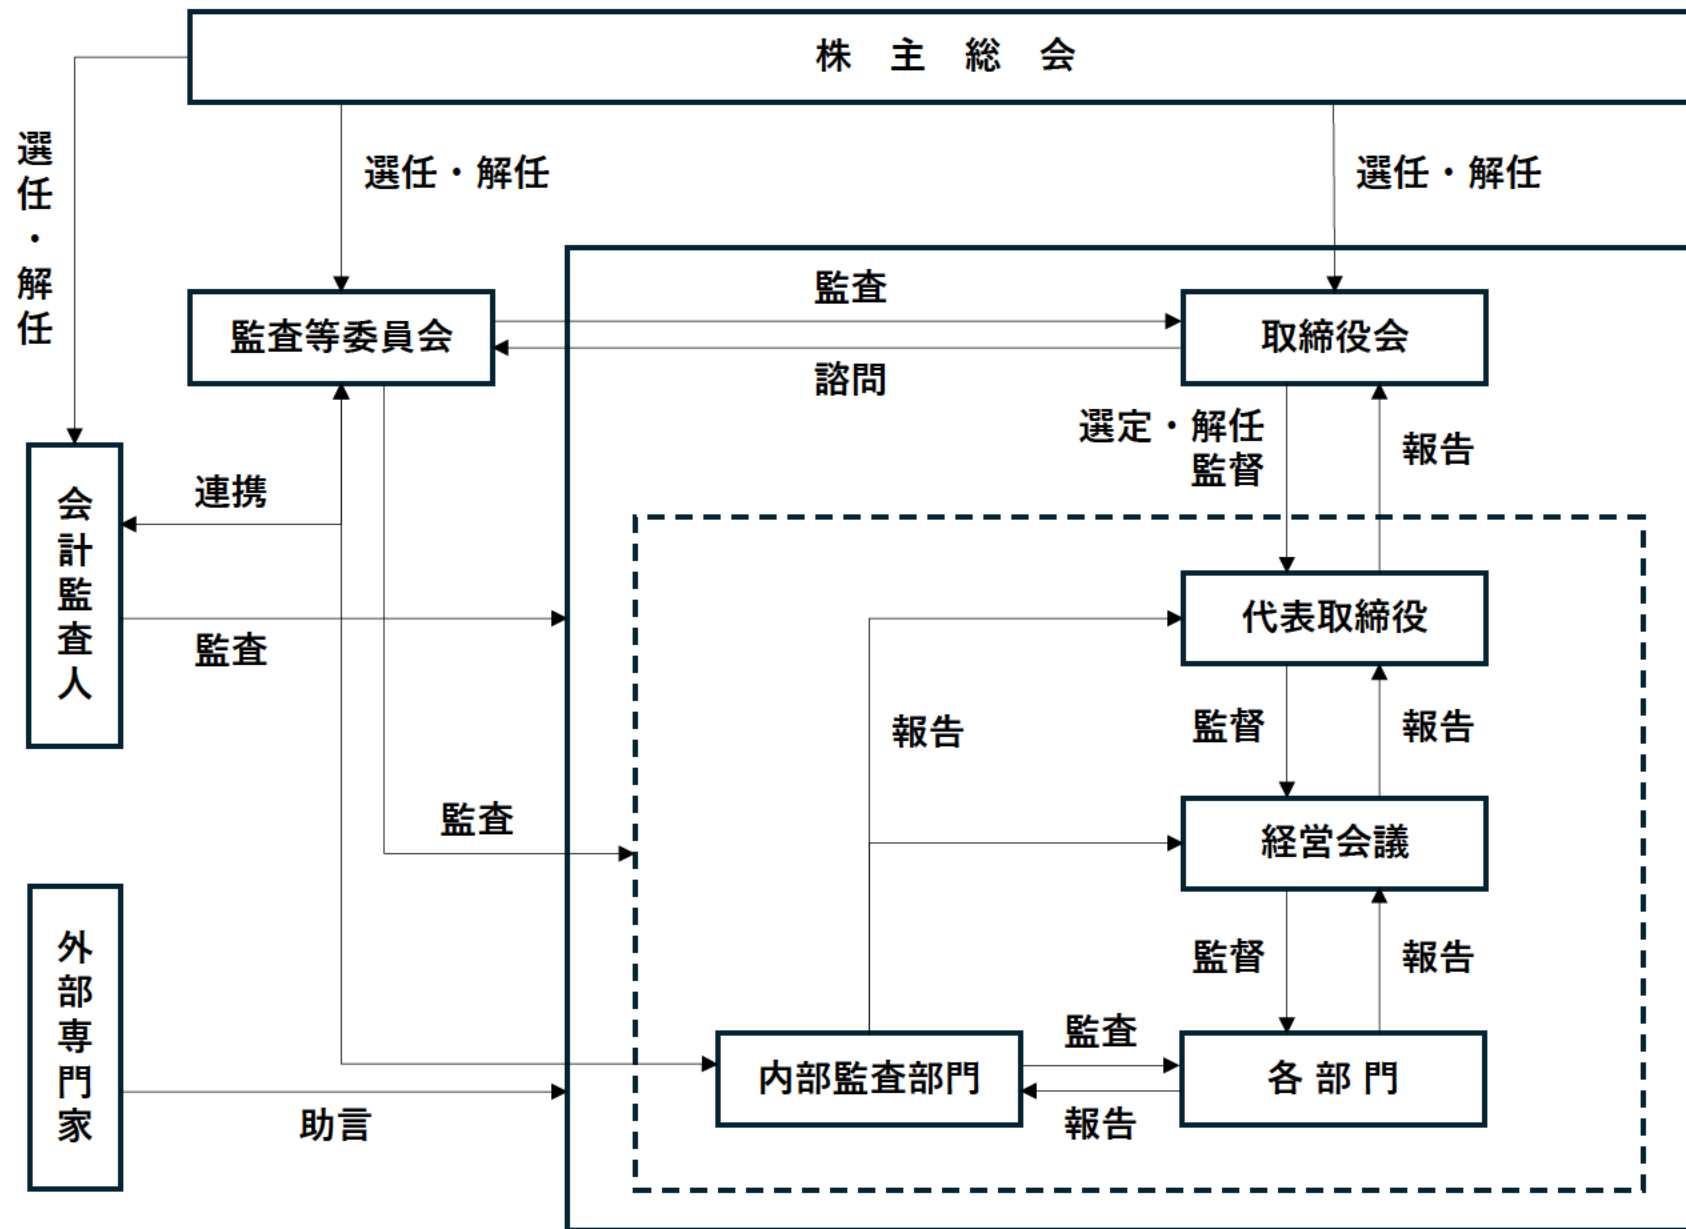 株 主 総 会
選任・解任
選任・解任
選任・解任
監査等委員会
監査
諮問
取締役会
選定・解任
監督
報告
会計監査人
連携
監査
代表取締役
報告
監督
報告
監査
経営会議
外部専門家
監督
報告
内部監査部門
監査
報告
各 部 門
助言